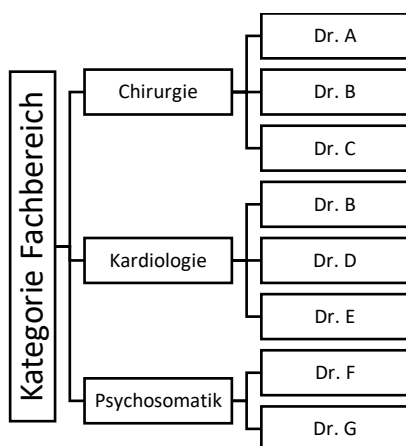 Kategorie Fachbereich
Chirurgie
Dr. A
Dr. B
Dr. C
Kardiologie
Dr. B
Dr. D
Dr. E
Psychosomatik
Dr. F
Dr. G